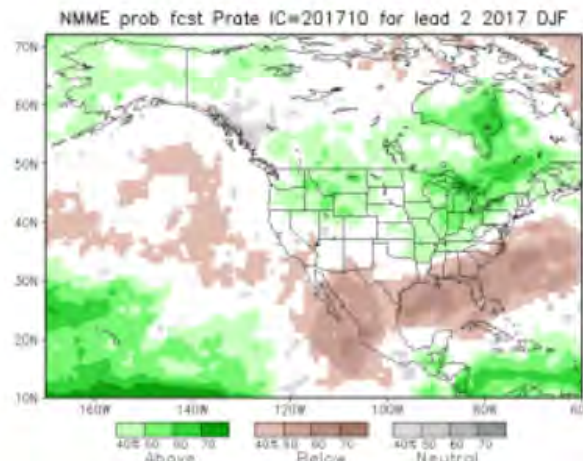 NMME prob fcst Prate IC=201710 for lead 2 2017 DJF
70N
60N
50N
40N
30N
20N
10N
160W 140W 120W 100W 80W 60
40% 50 60 70 40% 50 60 70 40% 50 60 70
Above Below Neutral